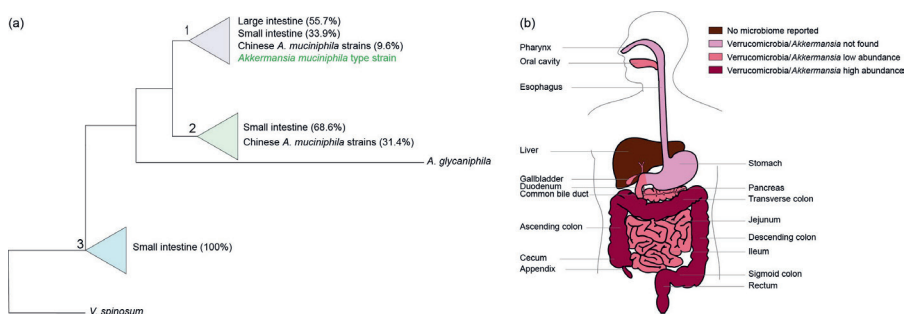 (a)
1
Large intestine (55.7%)
Small intestine (33.9%)
Chinese A. muciniphila strains (9.6%)
Akkermansia muciniphila type strain
2
Small intestine (68.6%)
Chinese A. muciniphila strains (31.4%)
A. glycaniphila
3
Small intestine (100%)
V. spinosum
(b)
No microbiome reported
Verrucomicrobia/Akkermansia not found
Verrucomicrobia/Akkermansia low abundance
Verrucomicrobia/Akkermansia high abundance
Pharynx
Oral cavity
Esophagus
Liver
Gallbladder
Duodenum
Common bile duct
Ascending colon
Cecum
Appendix
Stomach
Pancreas
Transverse colon
Jejunum
Descending colon
Ileum
Sigmoid colon
Rectum